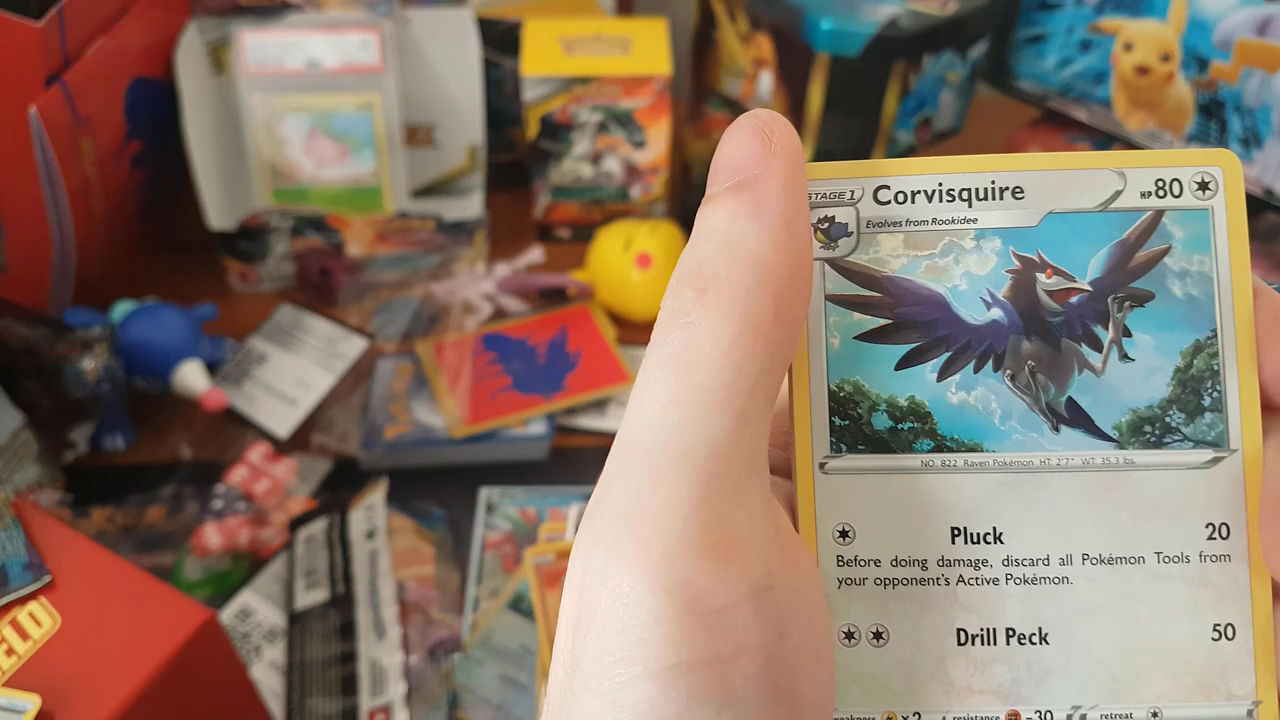 STAGE1
Corvisquire
HP 80
Evolves from Rookidee
NO. 822 Raven Pokémon HT: 2'7" WT: 35.3 lbs.
Pluck 20
Before doing damage, discard all Pokémon Tools from
your opponent's Active Pokémon.
Drill Peck 50
weakness ×2 resistance -30 retreat
ELD